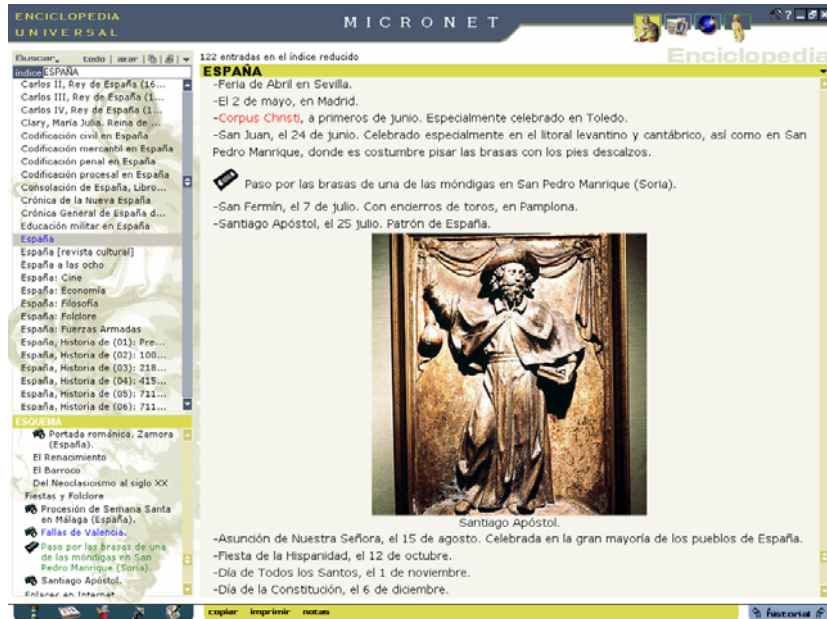 ENCICLOPEDIA
UNIVERSAL
MICRONET
Buscar
todo | azar
122 entradas en el índice reducido
Enciclopedia
índice ESPAÑA
Carlos II, Rey de España (16...
Carlos III, Rey de España (1...
Carlos IV, Rey de España (1...
Clary, María Julia. Reina de ...
Codificación civil en España
Codificación mercantil en España
Codificación penal en España
Codificación procesal en España
Consolación de España, Libro...
Crónica de la Nueva España
Crónica General de España d...
Educación militar en España
España
España [revista cultural]
España a las ocho
España: Cine
España: Economía
España: Filosofía
España: Folclore
España: Fuerzas Armadas
España, Historia de (01): Pre...
España, Historia de (02): 100...
España, Historia de (03): 218...
España, Historia de (04): 415...
España, Historia de (05): 711...
España, Historia de (06): 711...
ESQUEMA
Portada románica. Zamora
(España).
El Renacimiento
El Barroco
Del Neoclasicismo al siglo XX
Fiestas y Folclore
Procesión de Semana Santa
en Málaga (España).
Fallas de Valencia.
Paso por las brasas de una
de las móndigas en San
Pedro Manrique (Soria).
Santiago Apóstol.
Enlaces en Internet
ESPAÑA
-Feria de Abril en Sevilla.
-El 2 de mayo, en Madrid.
-Corpus Christi, a primeros de junio. Especialmente celebrado en Toledo.
-San Juan, el 24 de junio. Celebrado especialmente en el litoral levantino y cantábrico, así como en San
Pedro Manrique, donde es costumbre pisar las brasas con los pies descalzos.
Paso por las brasas de una de las móndigas en San Pedro Manrique (Soria).
-San Fermín, el 7 de julio. Con encierros de toros, en Pamplona.
-Santiago Apóstol, el 25 julio. Patrón de España.
Santiago Apóstol.
-Asunción de Nuestra Señora, el 15 de agosto. Celebrada en la gran mayoría de los pueblos de España.
-Fiesta de la Hispanidad, el 12 de octubre.
-Día de Todos los Santos, el 1 de noviembre.
-Día de la Constitución, el 6 de diciembre.
copiar imprimir notas
historial